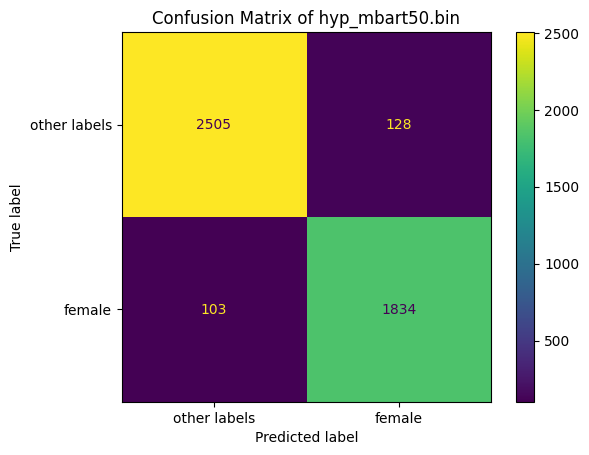 Confusion Matrix of hyp_mbart50.bin
True label
other labels
female
2505
128
103
1834
other labels
female
Predicted label
2500
2000
1500
1000
500